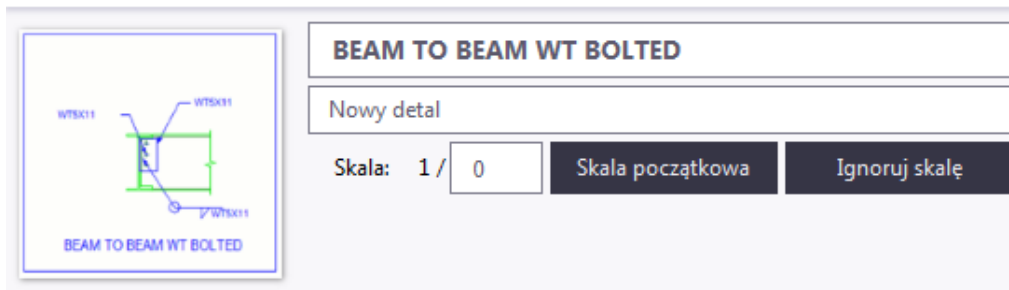 WT5X11
WT5X11
WT5X11
BEAM TO BEAM WT BOLTED
BEAM TO BEAM WT BOLTED
Nowy detal
Skala: 1 / 0 Skala początkowa Ignoruj skalę